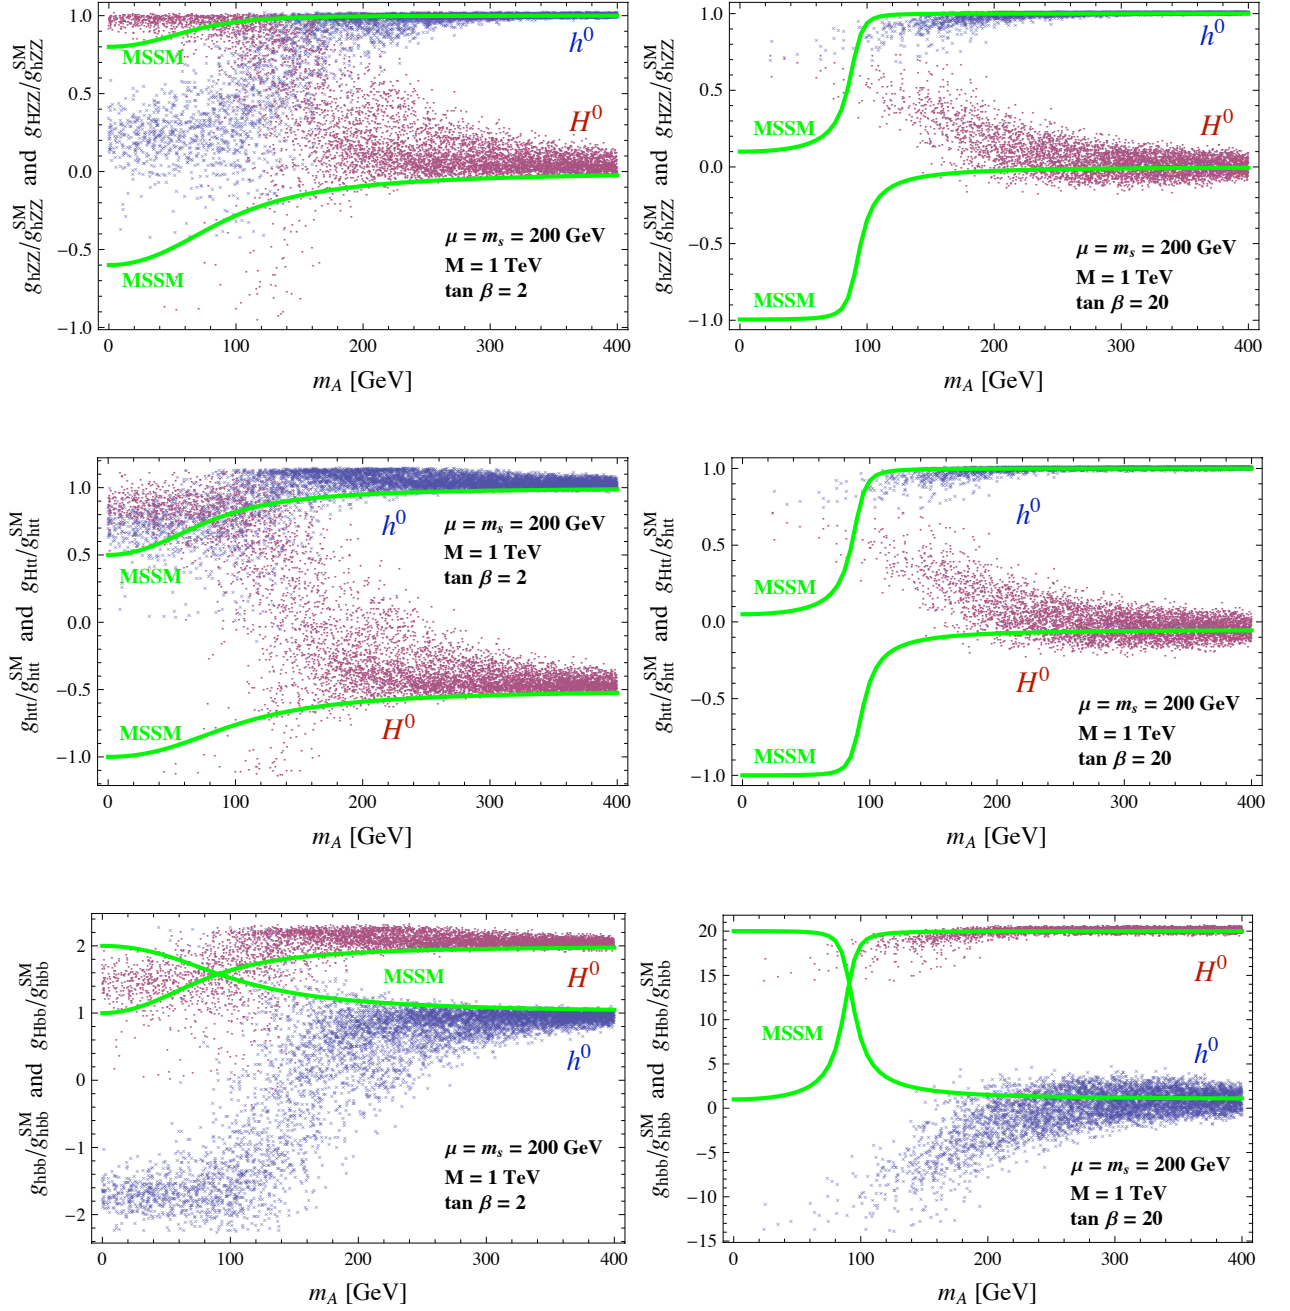 g_hZZ/g_hZZ^SM and g_HZZ/g_hZZ^SM
1.0
0.5
0.0
−0.5
−1.0
MSSM
h^0
H^0
MSSM
μ = m_s = 200 GeV
M = 1 TeV
tan β = 2
0 100 200 300 400
m_A [GeV]
g_hZZ/g_hZZ^SM and g_HZZ/g_hZZ^SM
1.0
0.5
0.0
−0.5
−1.0
h^0
H^0
MSSM
MSSM
μ = m_s = 200 GeV
M = 1 TeV
tan β = 20
0 100 200 300 400
m_A [GeV]
g_htt/g_htt^SM and g_Htt/g_htt^SM
1.0
0.5
0.0
−0.5
−1.0
h^0
μ = m_s = 200 GeV
M = 1 TeV
tan β = 2
MSSM
MSSM
H^0
0 100 200 300 400
m_A [GeV]
g_htt/g_htt^SM and g_Htt/g_htt^SM
1.0
0.5
0.0
−0.5
−1.0
h^0
MSSM
H^0
μ = m_s = 200 GeV
M = 1 TeV
tan β = 20
MSSM
0 100 200 300 400
m_A [GeV]
g_hbb/g_hbb^SM and g_Hbb/g_hbb^SM
2
1
0
−1
−2
MSSM
H^0
h^0
μ = m_s = 200 GeV
M = 1 TeV
tan β = 2
0 100 200 300 400
m_A [GeV]
g_hbb/g_hbb^SM and g_Hbb/g_hbb^SM
20
15
10
5
0
−5
−10
−15
H^0
MSSM
h^0
μ = m_s = 200 GeV
M = 1 TeV
tan β = 20
0 100 200 300 400
m_A [GeV]